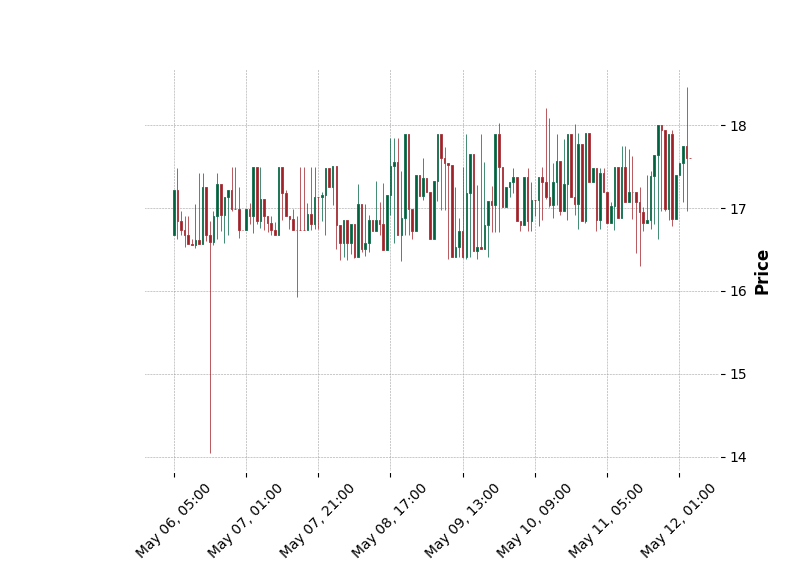 18
17
16
15
14
Price
May 06, 05:00
May 07, 01:00
May 07, 21:00
May 08, 17:00
May 09, 13:00
May 10, 09:00
May 11, 05:00
May 12, 01:00